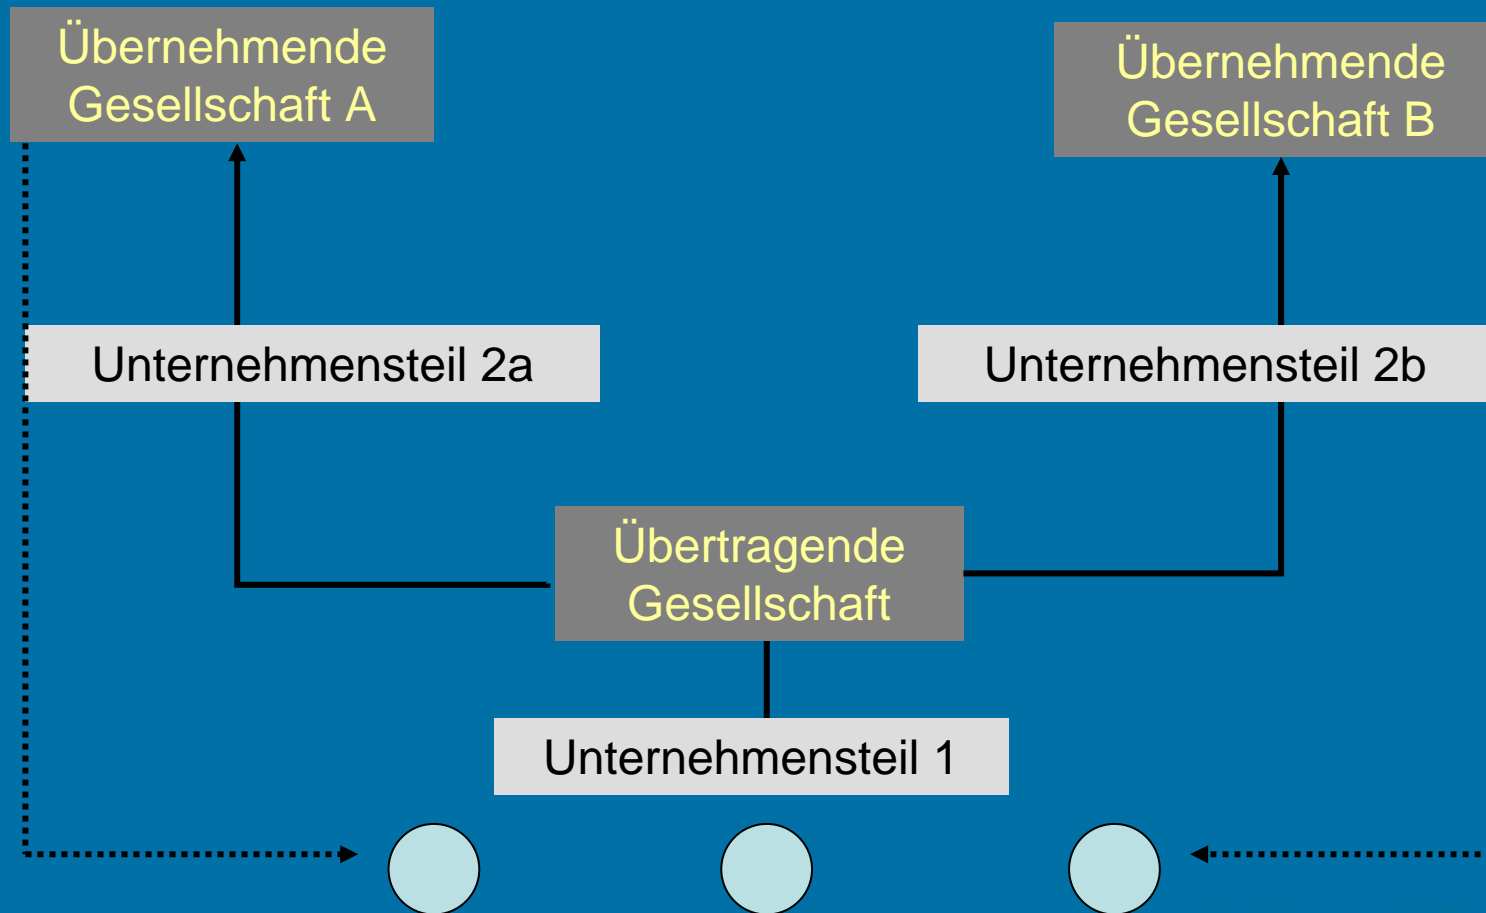 Übernehmende
Gesellschaft A
Übernehmende
Gesellschaft B
Unternehmensteil 2a
Unternehmensteil 2b
Übertragende
Gesellschaft
Unternehmensteil 1